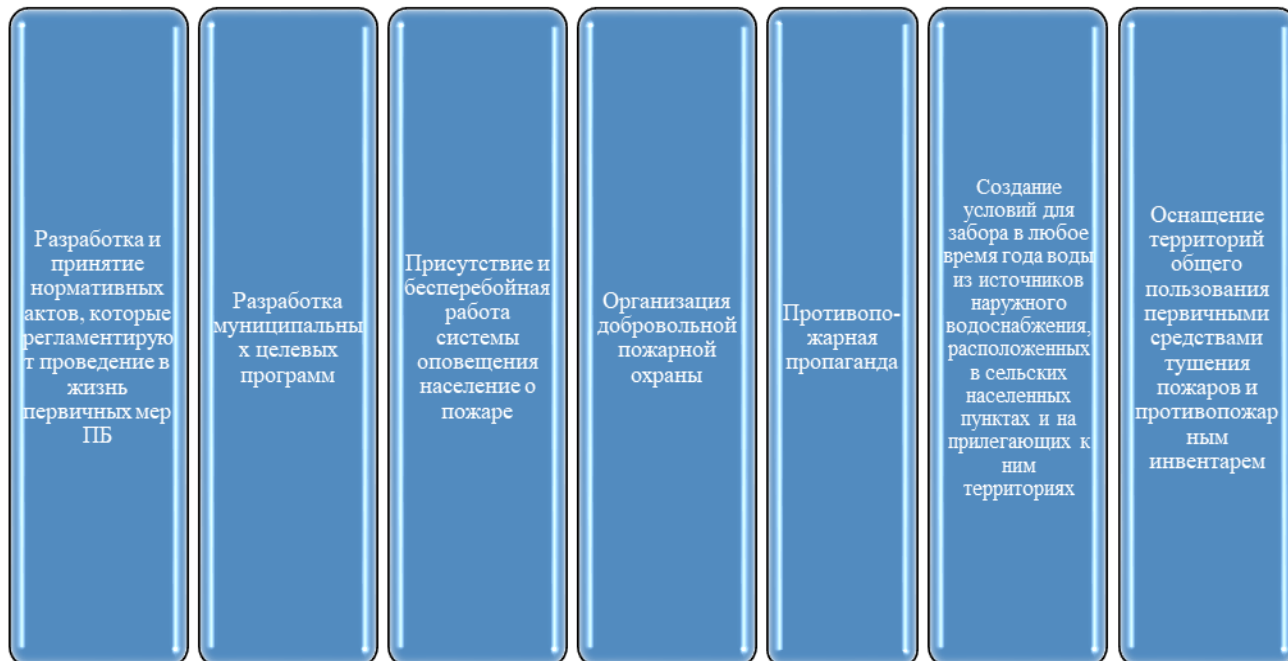 Разработка и
принятие
нормативных
актов, которые
регламентирую
т проведение в
жизнь
первичных мер
ПБ
Разработка
муниципальны
х целевых
программ
Присутствие и
бесперебойная
работа
системы
оповещения
население о
пожаре
Организация
добровольной
пожарной
охраны
Противопо-
жарная
пропаганда
Создание
условий для
забора в любое
время года воды
из источников
наружного
водоснабжения,
расположенных
в сельских
населенных
пунктах и на
прилегающих к
ним
территориях
Оснащение
территорий
общего
пользования
первичными
средствами
тушения
пожаров и
противопожар
ным
инвентарем